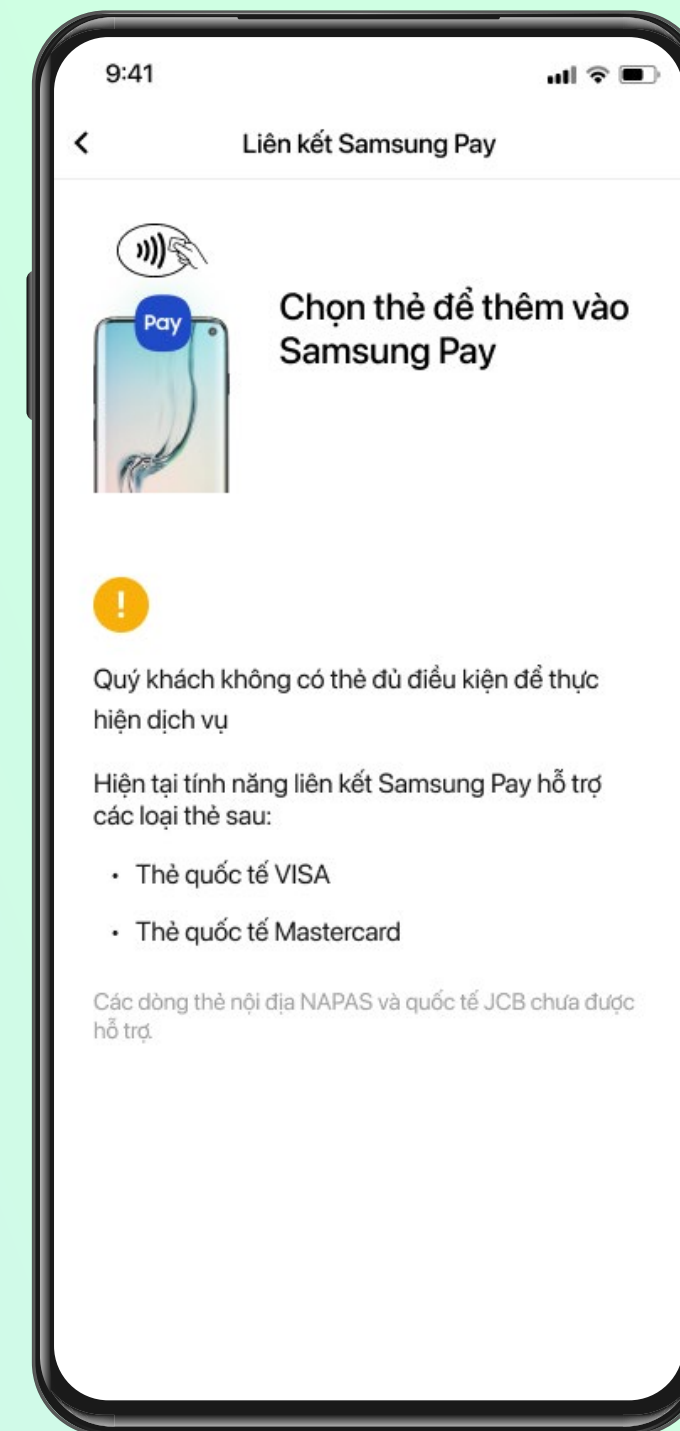 9:41
Liên kết Samsung Pay
Pay
Chọn thẻ để thêm vào
Samsung Pay
!
Quý khách không có thẻ đủ điều kiện để thực
hiện dịch vụ
Hiện tại tính năng liên kết Samsung Pay hỗ trợ
các loại thẻ sau:
• Thẻ quốc tế VISA
• Thẻ quốc tế Mastercard
Các dòng thẻ nội địa NAPAS và quốc tế JCB chưa được
hỗ trợ.